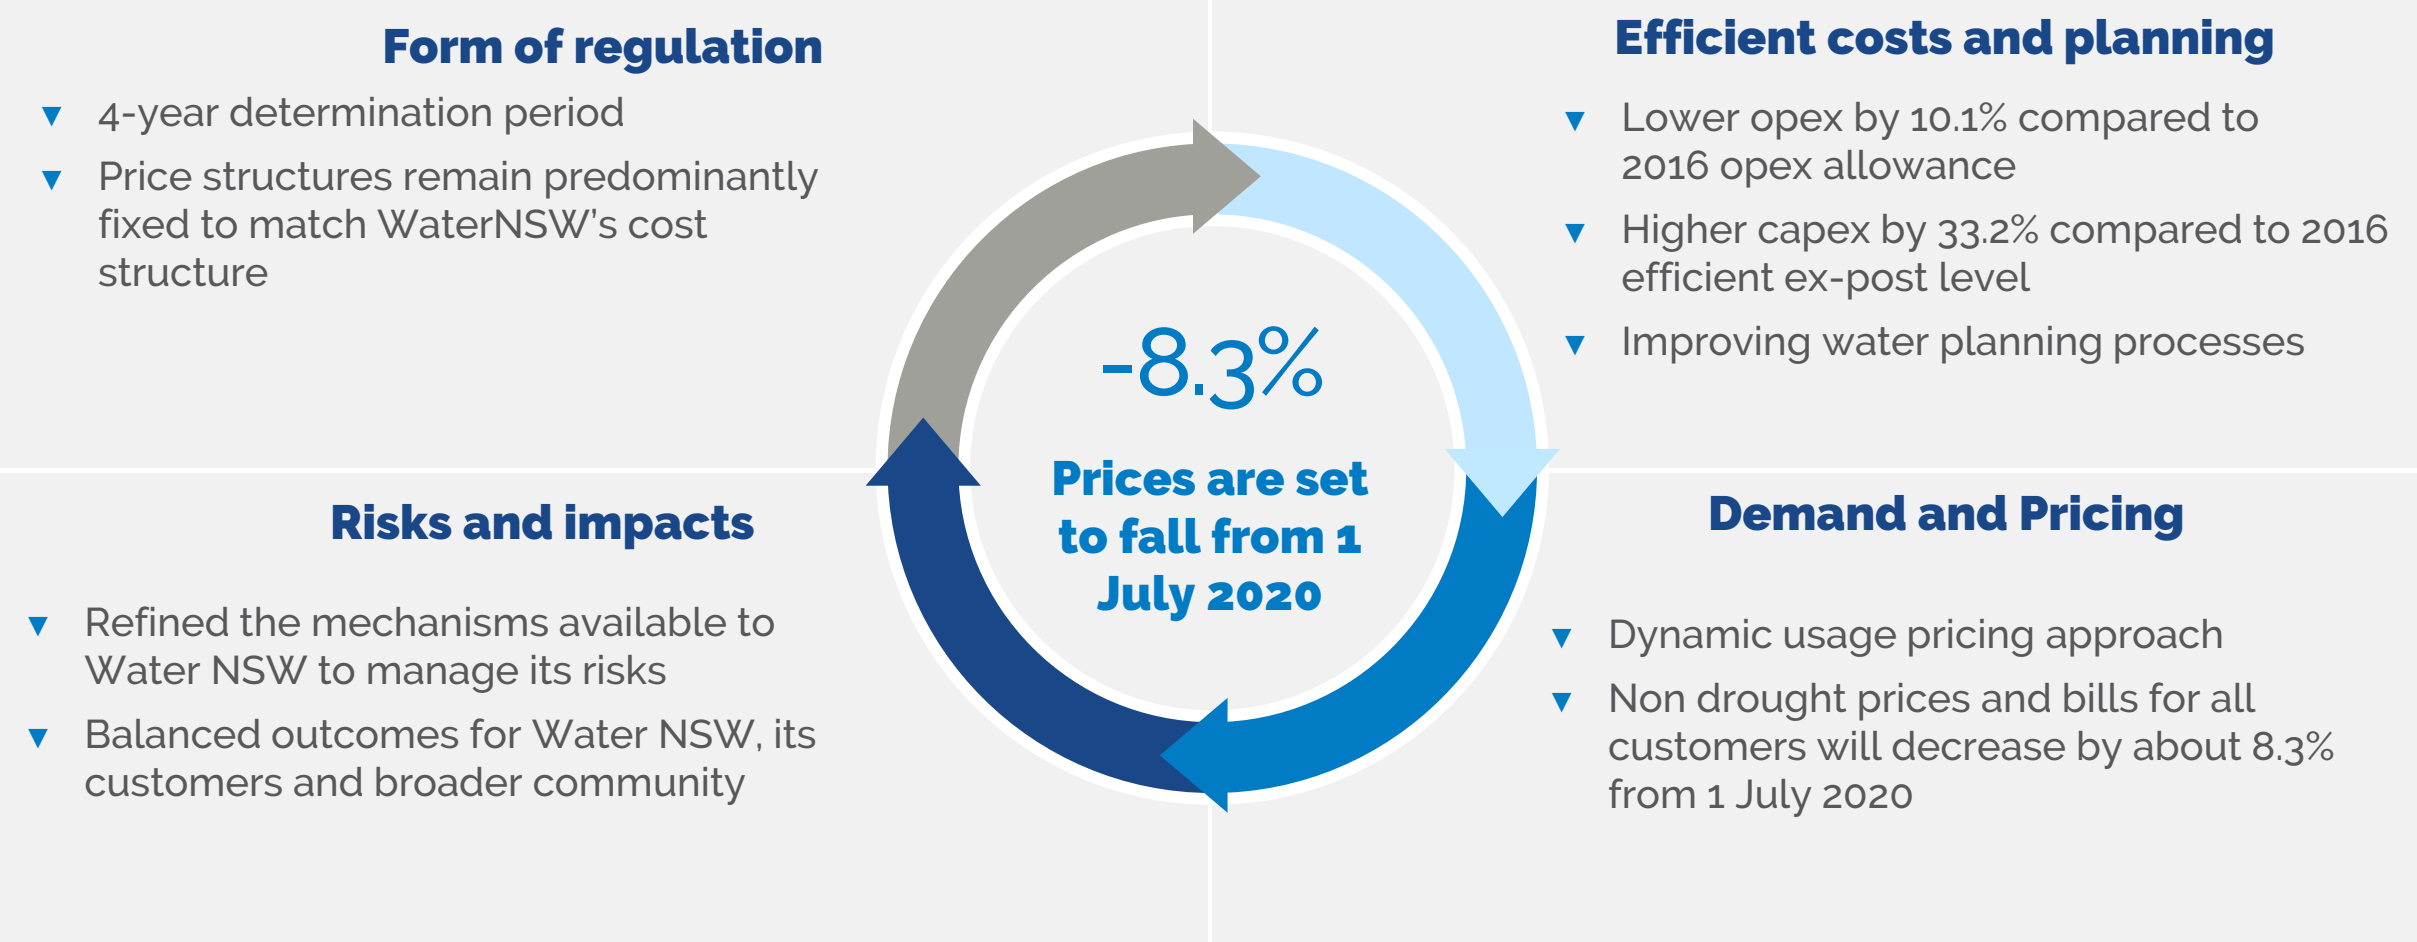 Form of regulation
▼ 4-year determination period
▼ Price structures remain predominantly
fixed to match WaterNSW’s cost
structure
Efficient costs and planning
▼ Lower opex by 10.1% compared to
2016 opex allowance
▼ Higher capex by 33.2% compared to 2016
efficient ex-post level
▼ Improving water planning processes
-8.3%
Prices are set
to fall from 1
July 2020
Risks and impacts
▼ Refined the mechanisms available to
Water NSW to manage its risks
▼ Balanced outcomes for Water NSW, its
customers and broader community
Demand and Pricing
▼ Dynamic usage pricing approach
▼ Non drought prices and bills for all
customers will decrease by about 8.3%
from 1 July 2020